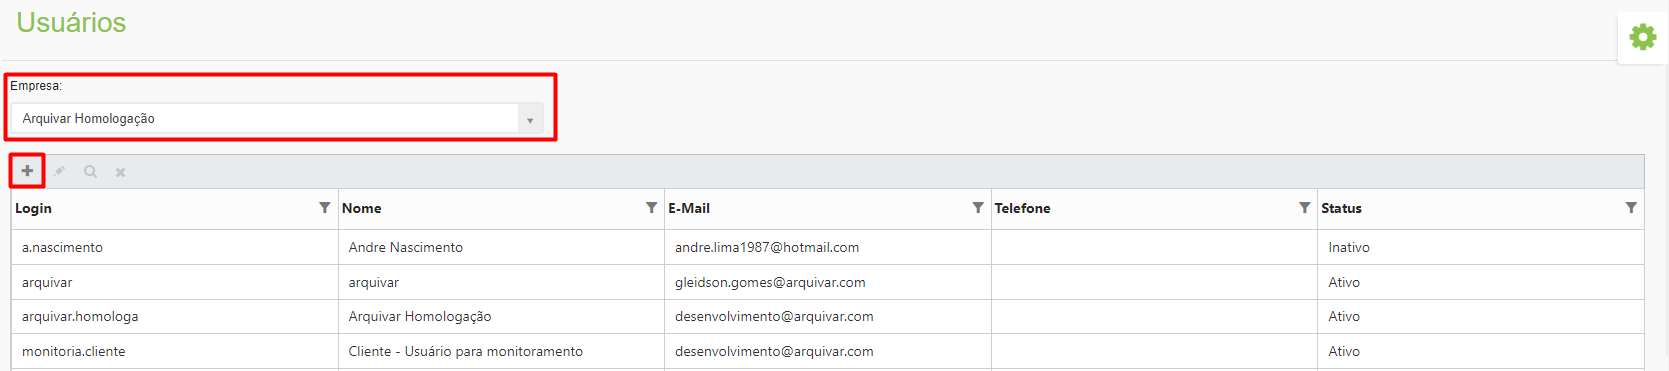 Usuários
Empresa:
Arquivar Homologação
Login Nome E-Mail Telefone Status
a.nascimento Andre Nascimento andre.lima1987@hotmail.com Inativo
arquivar arquivar gleidson.gomes@arquivar.com Ativo
arquivar.homologa Arquivar Homologação desenvolvimento@arquivar.com Ativo
monitoria.cliente Cliente - Usuário para monitoramento desenvolvimento@arquivar.com Ativo